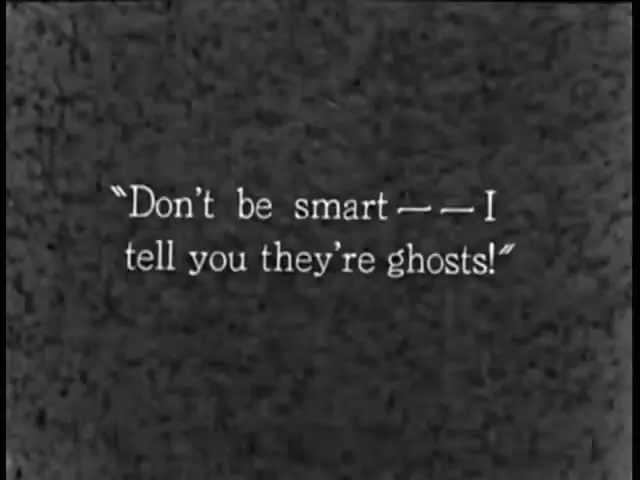 "Don't be smart — — I
tell you they're ghosts!"